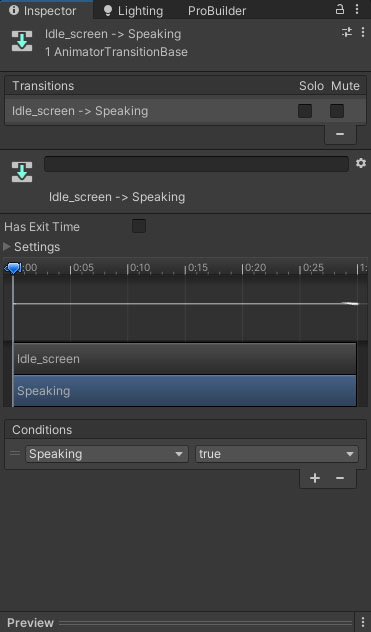 Inspector Lighting ProBuilder
Idle_screen -> Speaking
1 AnimatorTransitionBase
Transitions Solo Mute
Idle_screen -> Speaking
Idle_screen -> Speaking
Has Exit Time
Settings
:00 0:05 0:10 0:15 0:20 0:25 1:
Idle_screen
Speaking
Conditions
Speaking true
Preview